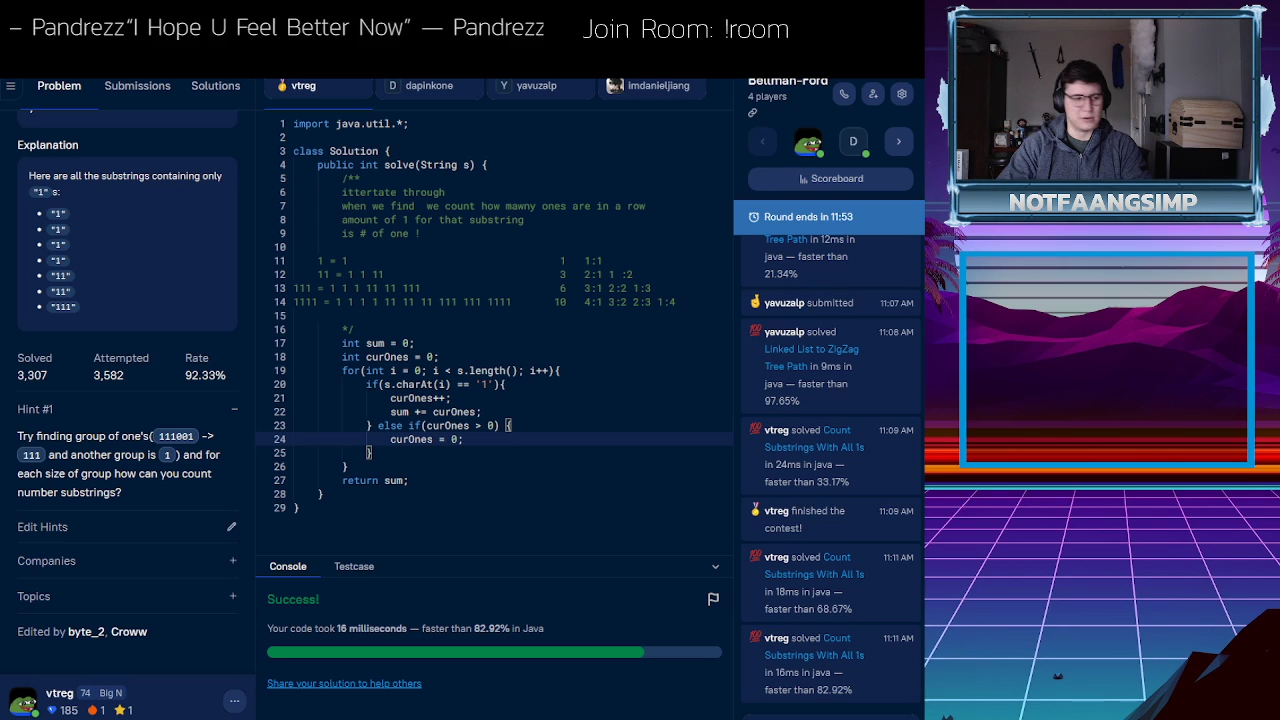 – Pandrezz“I Hope U Feel Better Now” — Pandrezz
Join Room: !room
Problem
Submissions
Solutions
Explanation
Here are all the substrings containing only
"1" s:
"1"
"1"
"1"
"1"
"11"
"11"
"111"
Solved
Attempted
Rate
3,307
3,582
92.33%
Hint #1
Try finding group of one's( 111001 ->
111 and another group is 1 ) and for
each size of group how can you count
number substrings?
Edit Hints
Companies
Topics
Edited by byte_2, Croww
vtreg 74 Big N
185 1 1
vtreg
D dapinkone
Y yavuzalp
imdanieljiang
1 import java.util.*;
2
3 class Solution {
4 public int solve(String s) {
5 /**
6 ittertate through
7 when we find  we count how mawny ones are in a row
8 amount of 1 for that substring
9 is # of one !
10
11 1 = 1 1 1:1
12 11 = 1 1 11 3 2:1 1 :2
13 111 = 1 1 1 11 11 111 6 3:1 2:2 1:3
14 1111 = 1 1 1 1 11 11 11 111 111 1111 10 4:1 3:2 2:3 1:4
15
16 */
17 int sum = 0;
18 int curOnes = 0;
19 for(int i = 0; i < s.length(); i++){
20 if(s.charAt(i) == '1'){
21 curOnes++;
22 sum += curOnes;
23 } else if(curOnes > 0) {
24 curOnes = 0;
25 }
26 }
27 return sum;
28 }
29 }
Console
Testcase
Success!
Your code took 16 milliseconds — faster than 82.92% in Java
Share your solution to help others
Bellman-Ford
4 players
D
Scoreboard
Round ends in 11:53
Tree Path in 12ms in
java — faster than
21.34%
yavuzalp submitted 11:07 AM
yavuzalp solved 11:08 AM
Linked List to ZigZag
Tree Path in 9ms in
java — faster than
97.65%
vtreg solved Count 11:09 AM
Substrings With All 1s
in 24ms in java —
faster than 33.17%
vtreg finished the 11:09 AM
contest!
vtreg solved Count 11:11 AM
Substrings With All 1s
in 18ms in java —
faster than 68.67%
vtreg solved Count 11:11 AM
Substrings With All 1s
in 16ms in java —
faster than 82.92%
NOTFAANGSIMP